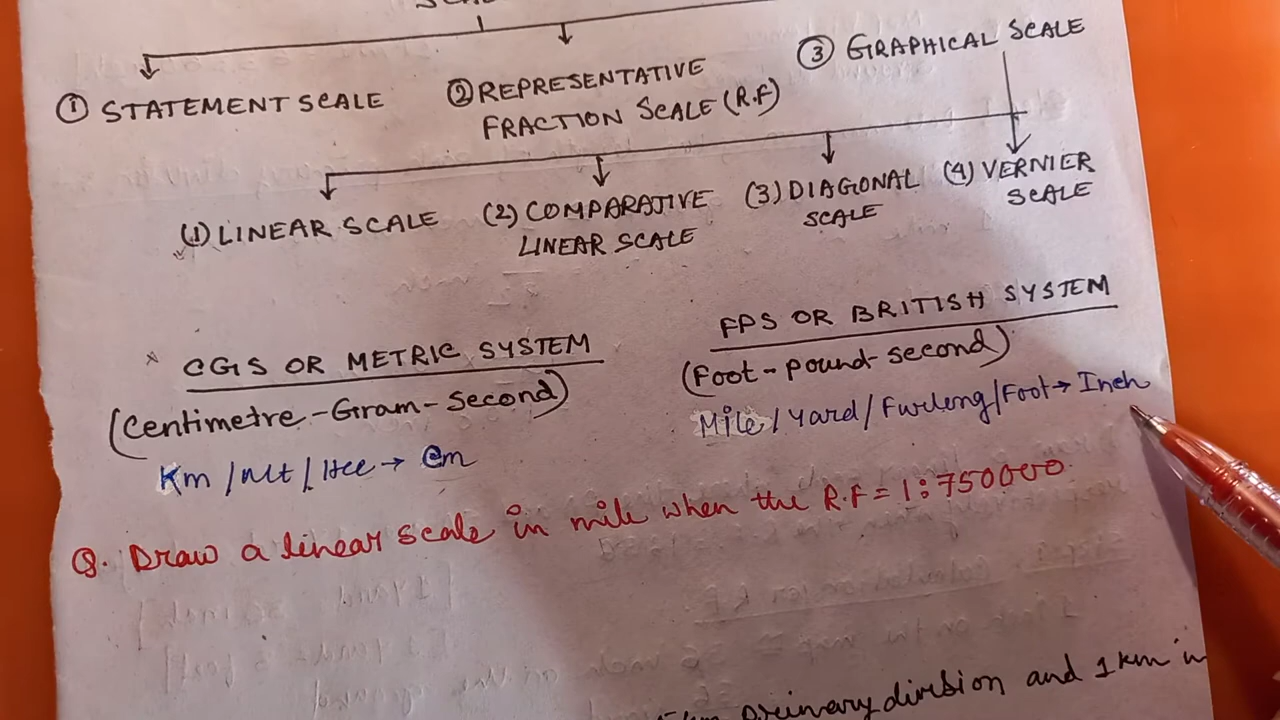 ① STATEMENT SCALE
② REPRESENTATIVE
FRACTION SCALE (R.F)
③ GRAPHICAL SCALE
(1) LINEAR SCALE
(2) COMPARATIVE
LINEAR SCALE
(3) DIAGONAL
SCALE
(4) VERNIER
SCALE
CGS OR METRIC SYSTEM
(Centimetre-Gram-Second)
Km / Mt / Hec → cm
FPS OR BRITISH SYSTEM
(Foot-pound-second)
Mile / Yard / Furlong / Foot → Inch
Q. Draw a linear scale in mile when the R.F = 1:750000
primary division and 1 km in